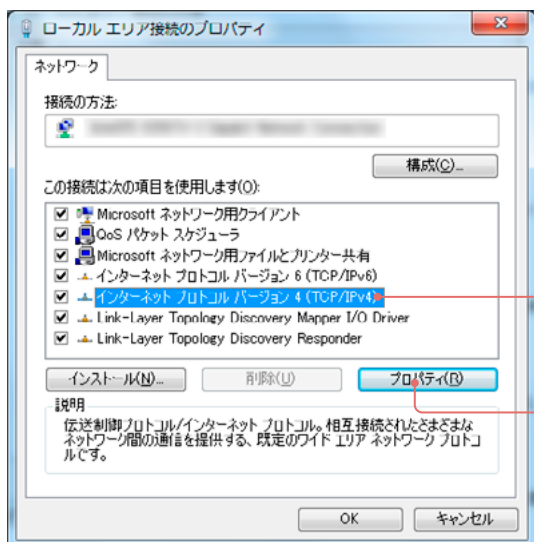 ローカル エリア接続のプロパティ
ネットワーク
接続の方法:
構成(C)...
この接続は次の項目を使用します(O):
Microsoft ネットワーク用クライアント
QoS パケット スケジューラ
Microsoft ネットワーク用ファイルとプリンター共有
インターネット プロトコル バージョン 6 (TCP/IPv6)
インターネット プロトコル バージョン 4 (TCP/IPv4)
Link-Layer Topology Discovery Mapper I/O Driver
Link-Layer Topology Discovery Responder
インストール(N)... 削除(U) プロパティ(R)
説明
伝送制御プロトコル/インターネット プロトコル。相互接続されたさまざまな
ネットワーク間の通信を提供する、既定のワイド エリア ネットワーク プロトコ
ルです。
OK キャンセル